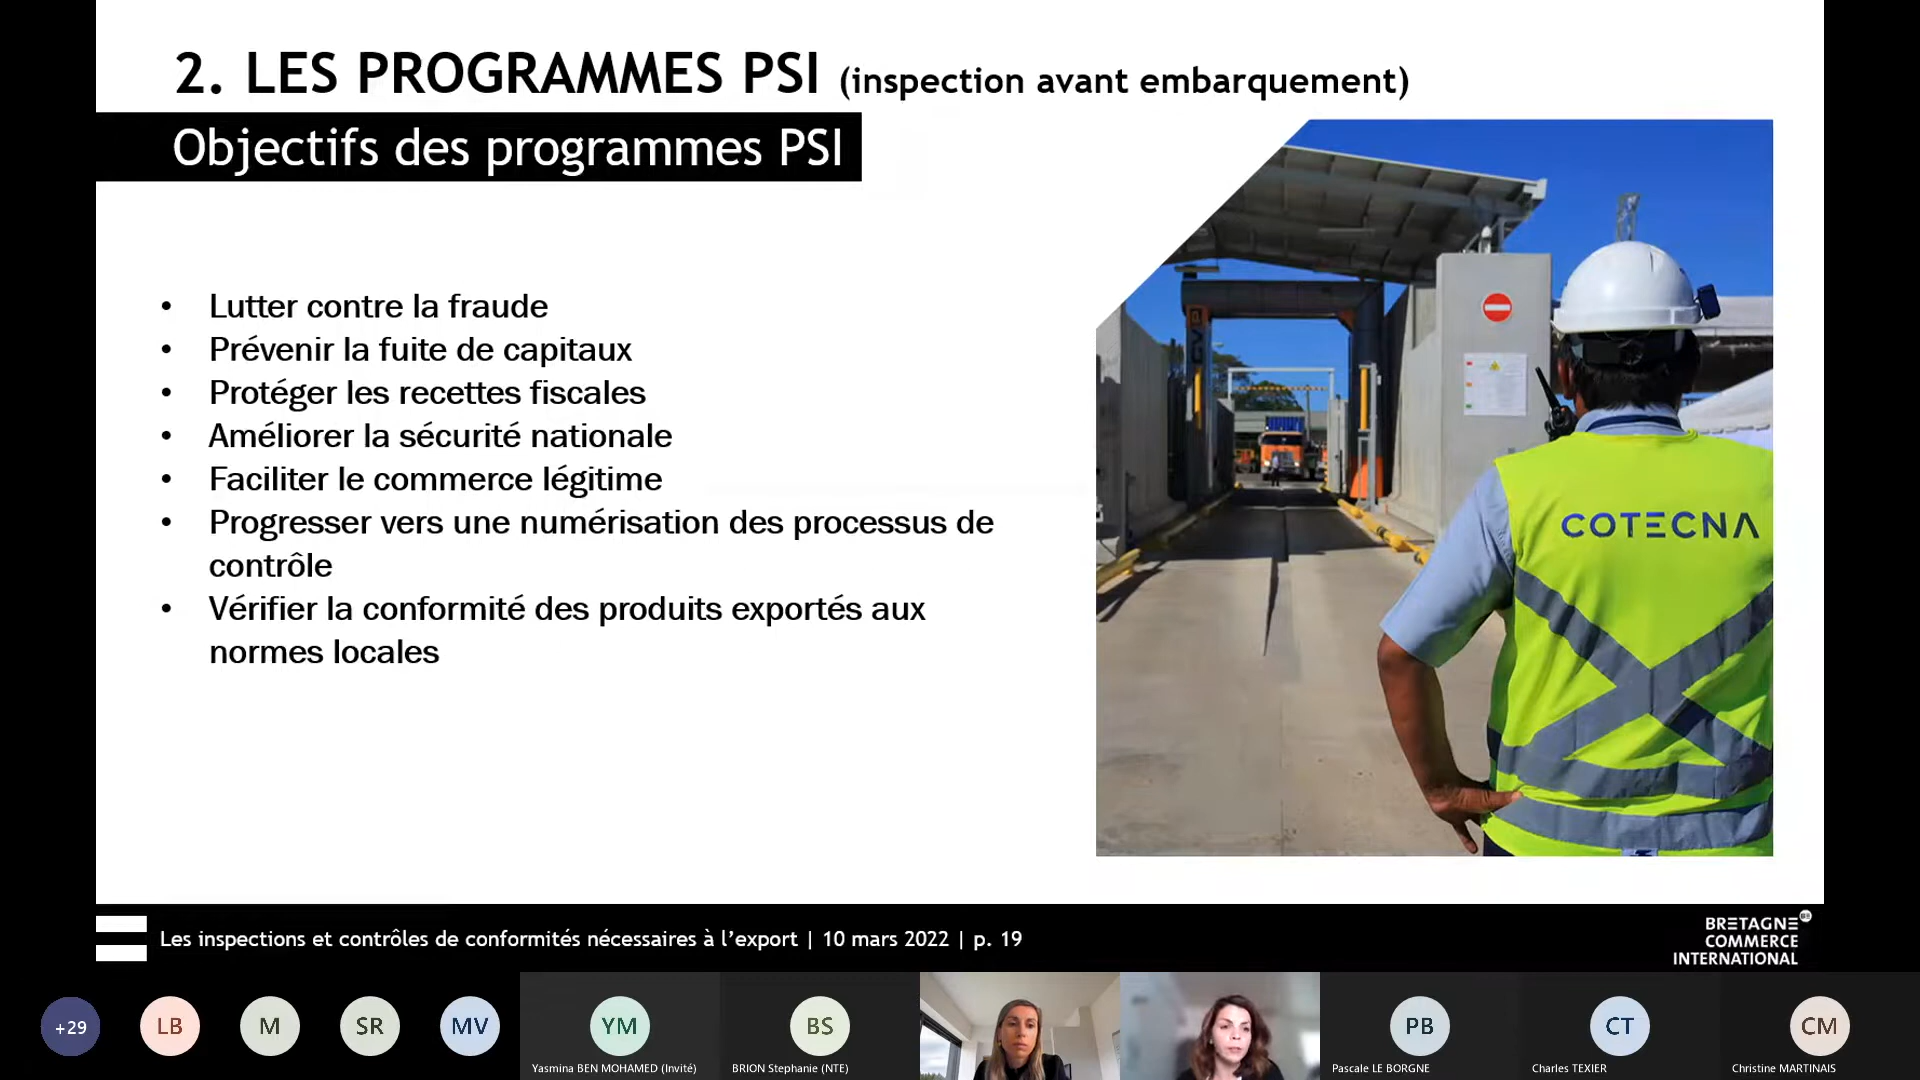 2. LES PROGRAMMES PSI (inspection avant embarquement)
Objectifs des programmes PSI
• Lutter contre la fraude
• Prévenir la fuite de capitaux
• Protéger les recettes fiscales
• Améliorer la sécurité nationale
• Faciliter le commerce légitime
• Progresser vers une numérisation des processus de
contrôle
• Vérifier la conformité des produits exportés aux
normes locales
COTECNA
Les inspections et contrôles de conformités nécessaires à l’export | 10 mars 2022 | p. 19
BRETAGNE
COMMERCE
INTERNATIONAL
+29
LB
M
SR
MV
YM
BS
PB
CT
CM
Yasmina BEN MOHAMED (Invité)
BRION Stephanie (NTE)
Pascale LE BORGNE
Charles TEXIER
Christine MARTINAIS